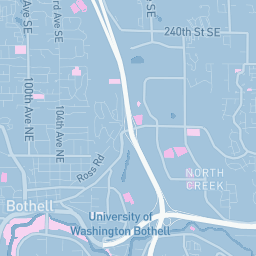 rd Ave SE
240th St SE
100th Ave NE
104th Ave NE
Ross Rd
NORTH
CREEK
Bothell
University of
Washington Bothell